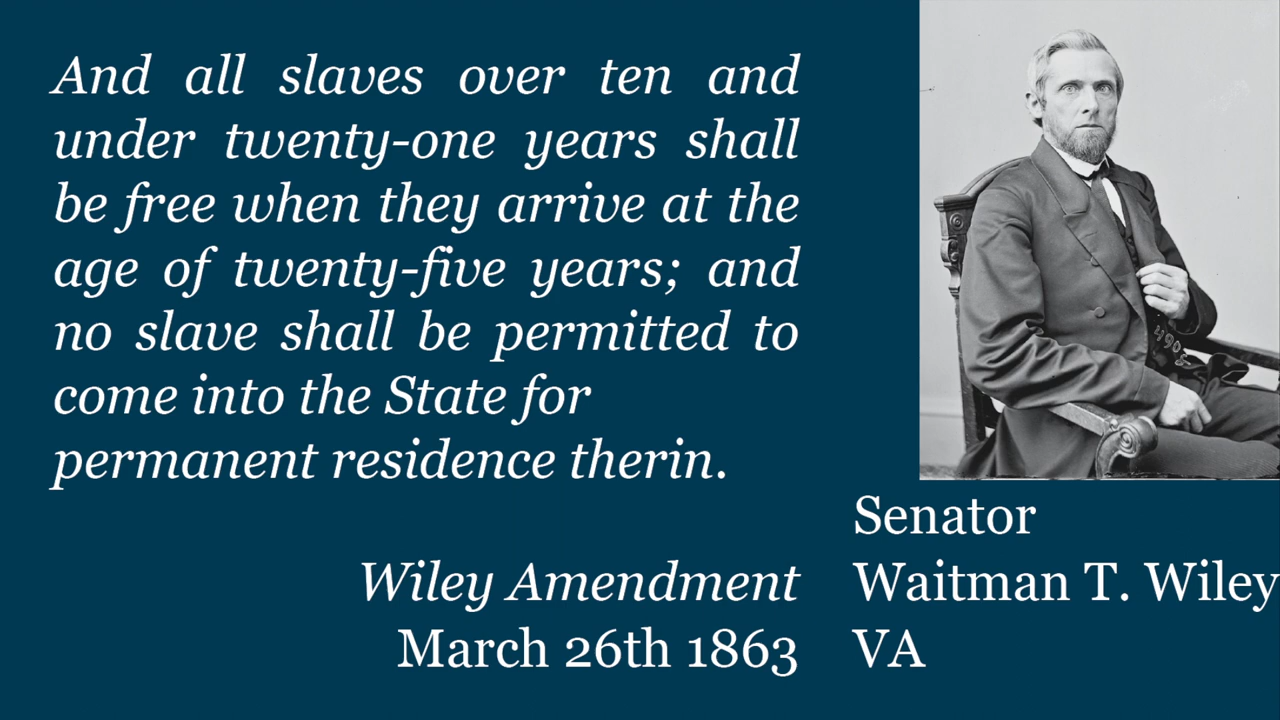 And all slaves over ten and
under twenty-one years shall
be free when they arrive at the
age of twenty-five years; and
no slave shall be permitted to
come into the State for
permanent residence therin.
Wiley Amendment
March 26th 1863
Senator
Waitman T. Wiley
VA